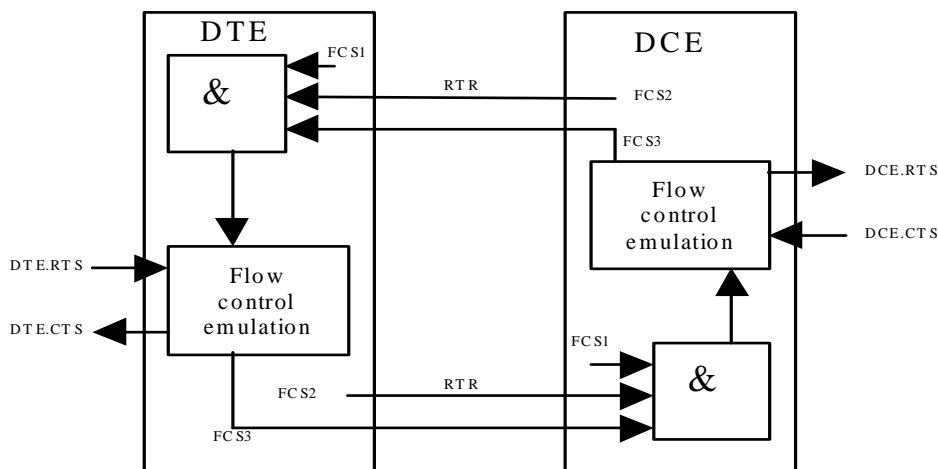 DTE
DCE
FCS1
&
RTR
FCS2
FCS3
DCE.RTS
Flow
control
emulation
DCE.CTS
DTE.RTS
Flow
control
emulation
DTE.CTS
FCS1
&
RTR
FCS2
FCS3